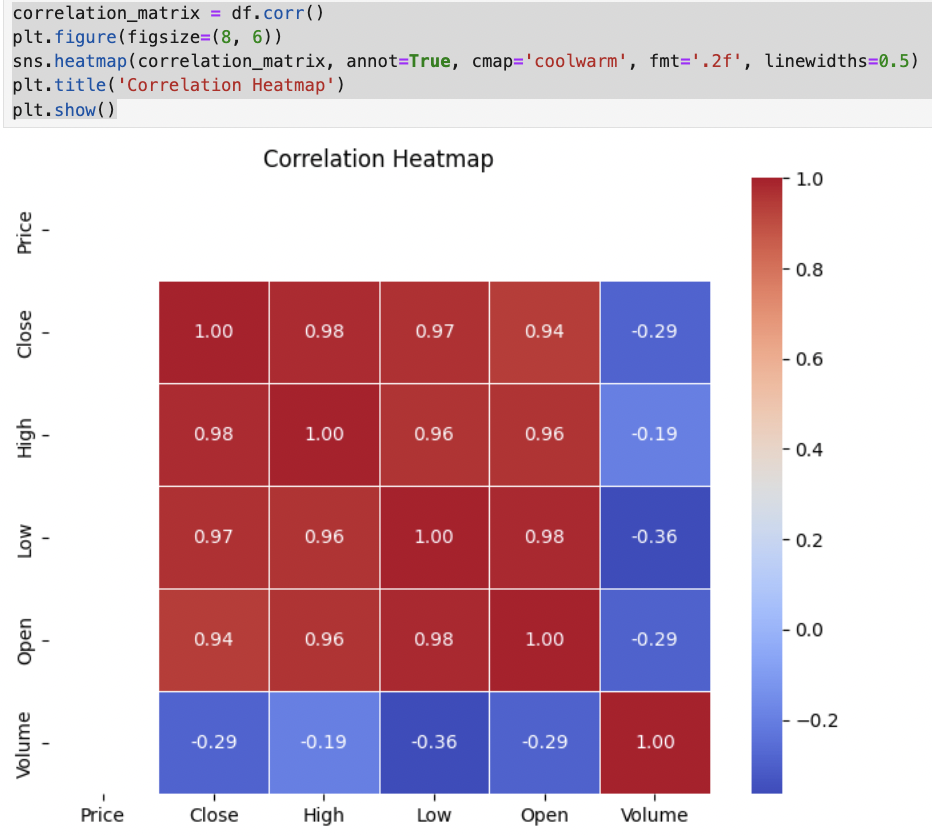 correlation_matrix = df.corr()
plt.figure(figsize=(8, 6))
sns.heatmap(correlation_matrix, annot=True, cmap='coolwarm', fmt='.2f', linewidths=0.5)
plt.title('Correlation Heatmap')
plt.show()
Correlation Heatmap
Price
Close 1.00 0.98 0.97 0.94 -0.29
High 0.98 1.00 0.96 0.96 -0.19
Low 0.97 0.96 1.00 0.98 -0.36
Open 0.94 0.96 0.98 1.00 -0.29
Volume -0.29 -0.19 -0.36 -0.29 1.00
Price Close High Low Open Volume
1.0
0.8
0.6
0.4
0.2
0.0
−0.2